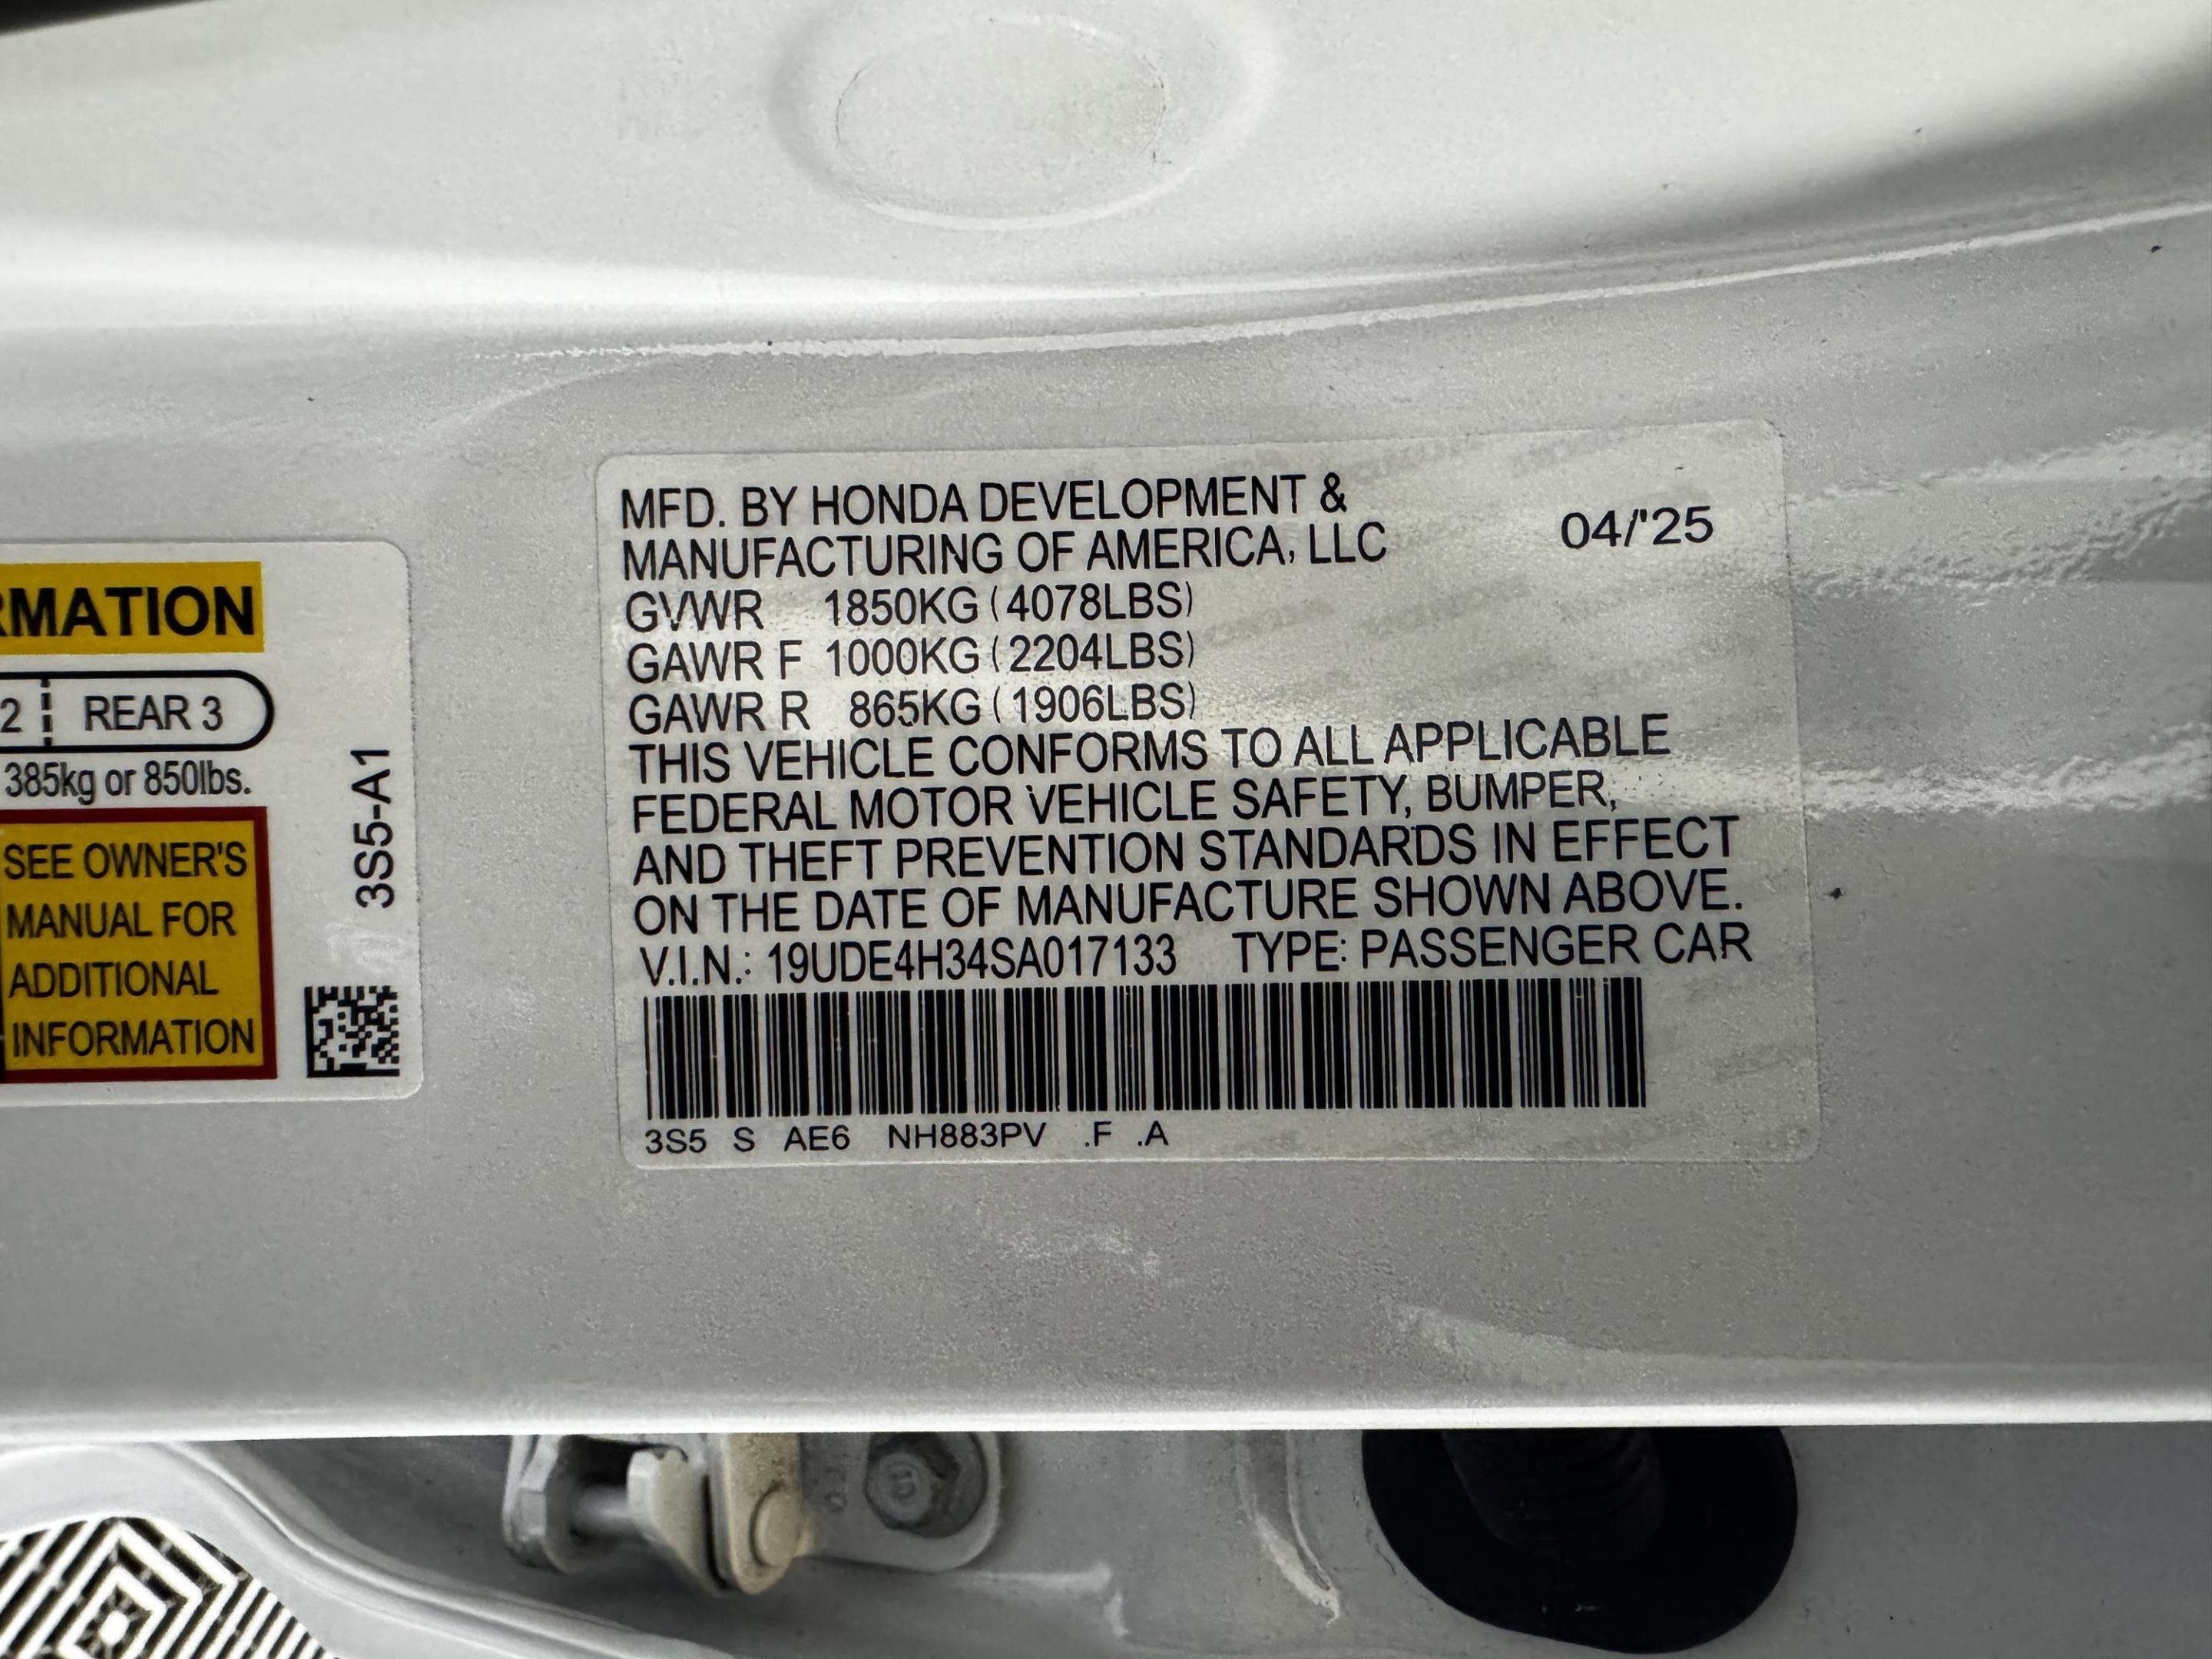 RMATION
2 REAR 3
385kg or 850lbs.
SEE OWNER'S
MANUAL FOR
ADDITIONAL
INFORMATION
3S5-A1
MFD. BY HONDA DEVELOPMENT &
MANUFACTURING OF AMERICA, LLC 04/'25
GVWR 1850KG (4078LBS)
GAWR F 1000KG (2204LBS)
GAWR R 865KG (1906LBS)
THIS VEHICLE CONFORMS TO ALL APPLICABLE
FEDERAL MOTOR VEHICLE SAFETY, BUMPER,
AND THEFT PREVENTION STANDARDS IN EFFECT
ON THE DATE OF MANUFACTURE SHOWN ABOVE.
V.I.N.: 19UDE4H34SA017133 TYPE: PASSENGER CAR
3S5 S AE6 NH883PV .F .A